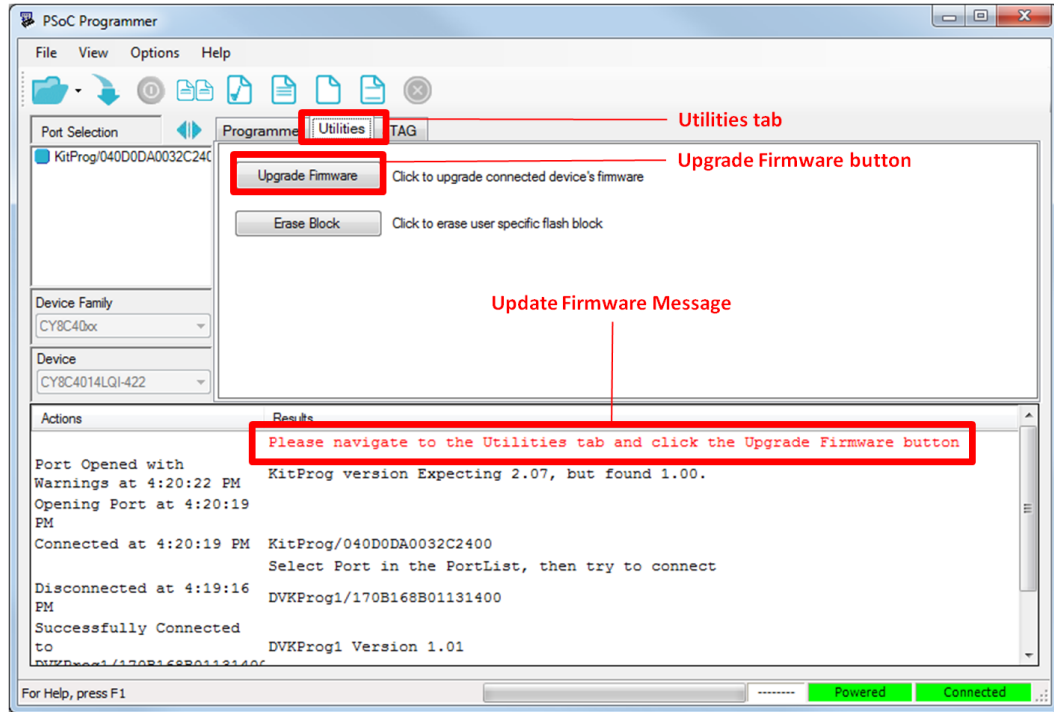 PSoC Programmer
File View Options Help
Port Selection
Programme Utilities TAG
Utilities tab
KitProg/040D0DA0032C24
Upgrade Firmware Click to upgrade connected device's firmware
Upgrade Firmware button
Erase Block Click to erase user specific flash block
Update Firmware Message
Device Family
CY8C40xx
Device
CY8C4014LQI-422
Actions Results
Please navigate to the Utilities tab and click the Upgrade Firmware button
Port Opened with
Warnings at 4:20:22 PM
KitProg version Expecting 2.07, but found 1.00.
Opening Port at 4:20:19
PM
Connected at 4:20:19 PM KitProg/040D0DA0032C2400
Select Port in the PortList, then try to connect
Disconnected at 4:19:16
PM
DVKProg1/170B168B01131400
Successfully Connected
to
DVKProg1 Version 1.01
DVKProg1/170B168B01131400
For Help, press F1
--------
Powered
Connected